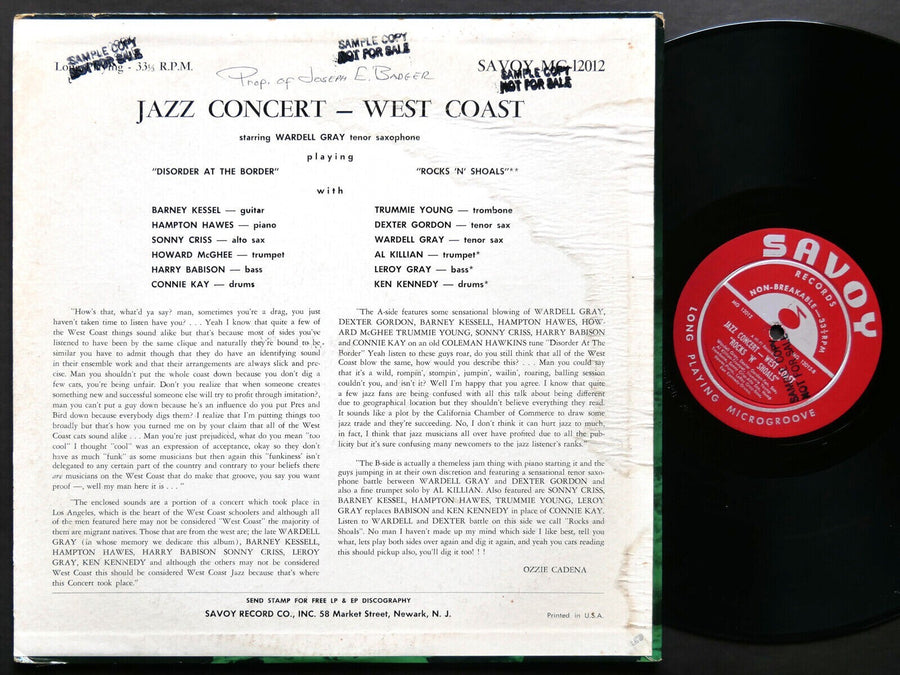 SAMPLE COPY
NOT FOR SALE
SAMPLE COPY
NOT FOR SALE
SAMPLE COPY
NOT FOR SALE
Long Playing - 33⅓ R.P.M.
SAVOY MG-12012
Prop. of Joseph E. Badger
JAZZ CONCERT – WEST COAST
starring WARDELL GRAY tenor saxophone
playing
"DISORDER AT THE BORDER"
"ROCKS 'N' SHOALS"**
with
BARNEY KESSEL — guitar
HAMPTON HAWES — piano
SONNY CRISS — alto sax
HOWARD McGHEE — trumpet
HARRY BABISON — bass
CONNIE KAY — drums
TRUMMIE YOUNG — trombone
DEXTER GORDON — tenor sax
WARDELL GRAY — tenor sax
AL KILLIAN — trumpet*
LEROY GRAY — bass*
KEN KENNEDY — drums*
"How's that, what'd ya say? man, sometimes you're a drag, you just
haven't taken time to listen have you? . . . Yeah I know that quite a few of
the West Coast things sound alike but that's because most of sides you've
listened to have been by the same clique and naturally they're bound to be
similar you have to admit though that they do have an identifying sound
in their ensemble work and that their arrangements are always slick and pre-
cise. Man you shouldn't put the whole coast down because you don't dig a
few cats, you're being unfair. Don't you realize that when someone creates
something new and successful someone else will try to profit through imitation?,
man you can't put a guy down because he's an influence do you put Pres and
Bird down because everybody digs them? I realize that I'm putting things too
broadly but that's how you turned me on by your claim that all of the West
Coast cats sound alike . . . Man you're just prejudiced, what do you mean "too
cool" I thought "cool" was an expression of acceptance, okay so they don't
have as much "funk" as some musicians but then again this "funkiness' isn't
delegated to any certain part of the country and contrary to your beliefs there
are musicians on the West Coast that do make that groove, you say you want
proof —, well my man here it is . . ."
"The enclosed sounds are a portion of a concert which took place in
Los Angeles, which is the heart of the West Coast schoolers and although all
of the men featured here may not be considered "West Coast" the majority of
them are migrant natives. Those that are from the west are; the late WARDELL
GRAY (in whose memory we dedicate this album), BARNEY KESSELL,
HAMPTON HAWES, HARRY BABISON SONNY CRISS, LEROY
GRAY, KEN KENNEDY and although the others may not be considered
West Coast this should be considered West Coast Jazz because that's where
this Concert took place."
"The A-side features some sensational blowing of WARDELL GRAY,
DEXTER GORDON, BARNEY KESSELL, HAMPTON HAWES, HOW-
ARD McGHEE TRUMMIE YOUNG, SONNY CRISS, HARRY BABISON
and CONNIE KAY on an old COLEMAN HAWKINS tune "Disorder At The
Border" Yeah listen to these guys roar, do you still think that all of the West
Coast blow the same, how would you describe this? . . . Man you could say
that it's a wild, rompin', stompin', jumpin', wailin', roaring, balling session
couldn't you, and isn't it? Well I'm happy that you agree. I know that quite
a few jazz fans are being confused with all this talk about being different
due to geographical location but they shouldn't believe everything they read.
It sounds like a plot by the California Chamber of Commerce to draw some
jazz trade and they're succeeding. No, I don't think it can hurt jazz to much,
in fact, I think that jazz musicians all over have profited due to all the pub-
licity but it's sure confusing many newcomers to the jazz listener's ranks."
"The B-side is actually a themeless jam thing with piano starting it and the
guys jumping in at their own discretion and featuring a sensational tenor saxo-
phone battle between WARDELL GRAY and DEXTER GORDON and
also a fine trumpet solo by AL KILLIAN. Also featured are SONNY CRISS,
BARNEY KESSEL, HAMPTON HAWES, TRUMMIE YOUNG, LEROY
GRAY replaces BABISON and KEN KENNEDY in place of CONNIE KAY.
Listen to WARDELL and DEXTER battle on this side we call "Rocks and
Shoals". No man I haven't made up my mind which side I like best, tell you
what, lets play both sides over again and dig it again, and yeah you cats reading
this should pickup also, you'll dig it too! ! !
OZZIE CADENA
SEND STAMP FOR FREE LP & EP DISCOGRAPHY
SAVOY RECORD CO., INC. 58 Market Street, Newark, N. J.
Printed in U.S.A.
SAVOY
RECORDS
NON-BREAKABLE—33⅓RPM
MG 12012
JAZZ CONCERT - WEST COAST
"ROCKS 'N' SHOALS"
NOT FOR SALE
LONG PLAYING MICROGROOVE